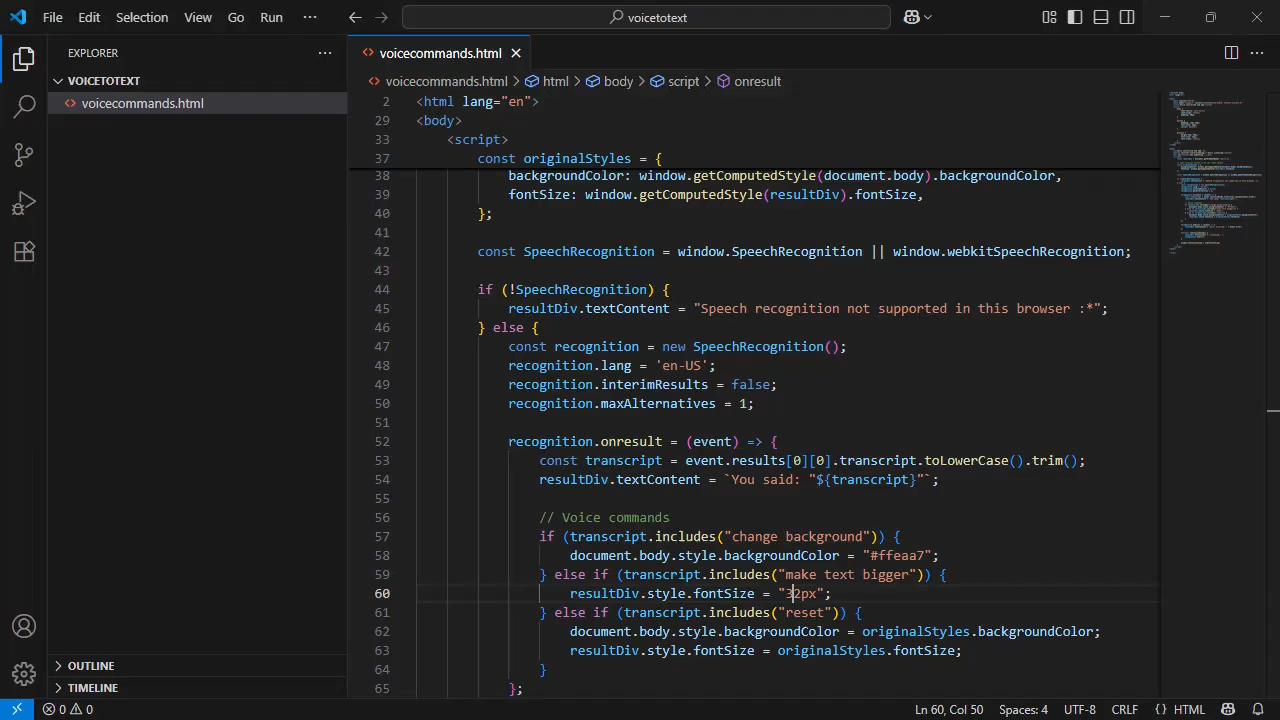 File Edit Selection View Go Run ··· voicetotext
EXPLORER ···
VOICETOTEXT
voicecommands.html
OUTLINE
TIMELINE
voicecommands.html
voicecommands.html > html > body > script > onresult
2 <html lang="en">
29 <body>
33 <script>
37 const originalStyles = {
38 backgroundColor: window.getComputedStyle(document.body).backgroundColor,
39 fontSize: window.getComputedStyle(resultDiv).fontSize,
40 };
41
42 const SpeechRecognition = window.SpeechRecognition || window.webkitSpeechRecognition;
43
44 if (!SpeechRecognition) {
45 resultDiv.textContent = "Speech recognition not supported in this browser :*";
46 } else {
47 const recognition = new SpeechRecognition();
48 recognition.lang = 'en-US';
49 recognition.interimResults = false;
50 recognition.maxAlternatives = 1;
51
52 recognition.onresult = (event) => {
53 const transcript = event.results[0][0].transcript.toLowerCase().trim();
54 resultDiv.textContent = `You said: "${transcript}"`;
55
56 // Voice commands
57 if (transcript.includes("change background")) {
58 document.body.style.backgroundColor = "#ffeaa7";
59 } else if (transcript.includes("make text bigger")) {
60 resultDiv.style.fontSize = "32px";
61 } else if (transcript.includes("reset")) {
62 document.body.style.backgroundColor = originalStyles.backgroundColor;
63 resultDiv.style.fontSize = originalStyles.fontSize;
64 }
65 };
0 0 Ln 60, Col 50 Spaces: 4 UTF-8 CRLF {} HTML